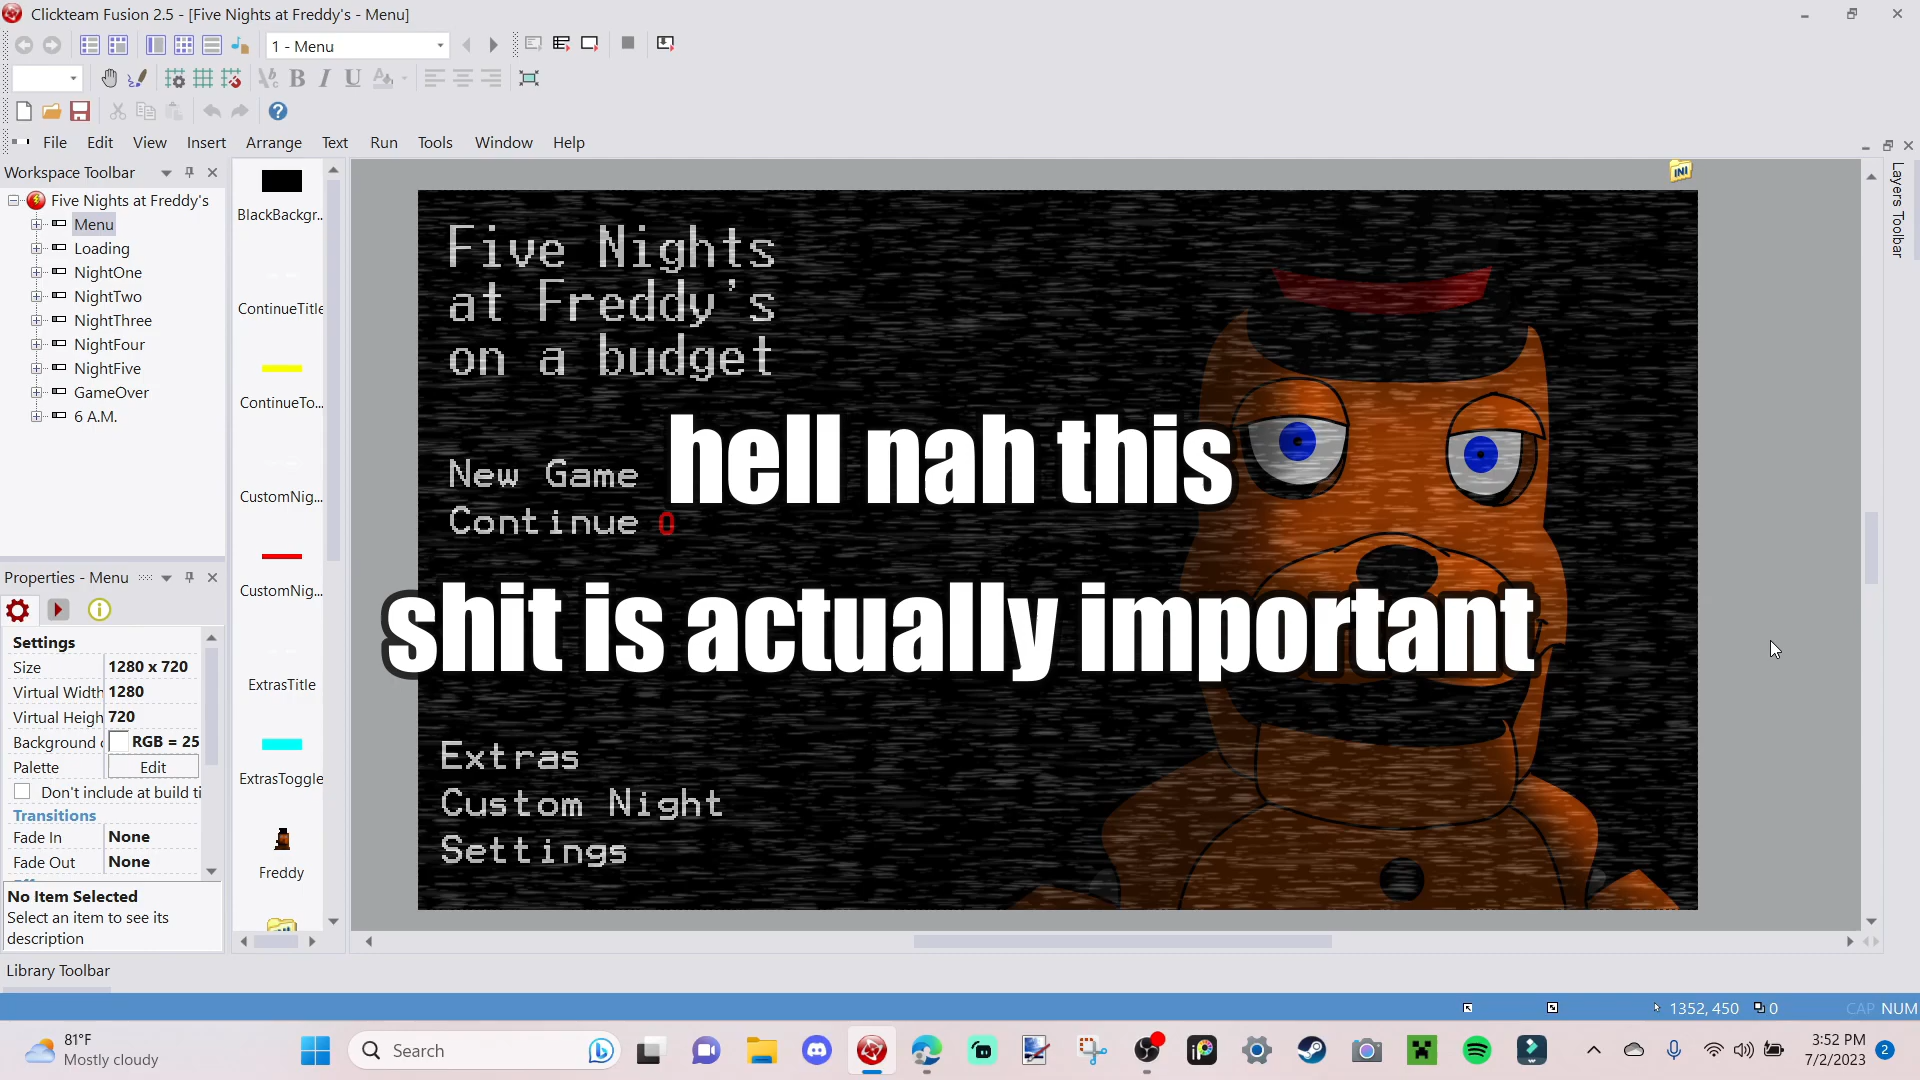 Clickteam Fusion 2.5 - [Five Nights at Freddy's - Menu]
1 - Menu
File Edit View Insert Arrange Text Run Tools Window Help
Workspace Toolbar
Five Nights at Freddy's
Menu
Loading
NightOne
NightTwo
NightThree
NightFour
NightFive
GameOver
6 A.M.
Properties - Menu
Settings
Size 1280 x 720
Virtual Width 1280
Virtual Heigh 720
Background c RGB = 25
Palette Edit
Don't include at build ti
Transitions
Fade In None
Fade Out None
No Item Selected
Select an item to see its
description
Library Toolbar
BlackBackgr..
ContinueTitle
ContinueTo...
CustomNig...
CustomNig...
ExtrasTitle
ExtrasToggle
Freddy
INI
Five Nights
at Freddy's
on a budget
New Game
Continue 0
hell nah this
shit is actually important
Extras
Custom Night
Settings
Layers Toolbar
1352, 450 0 CAP NUM
81°F
Mostly cloudy
Search
3:52 PM
7/2/2023
2